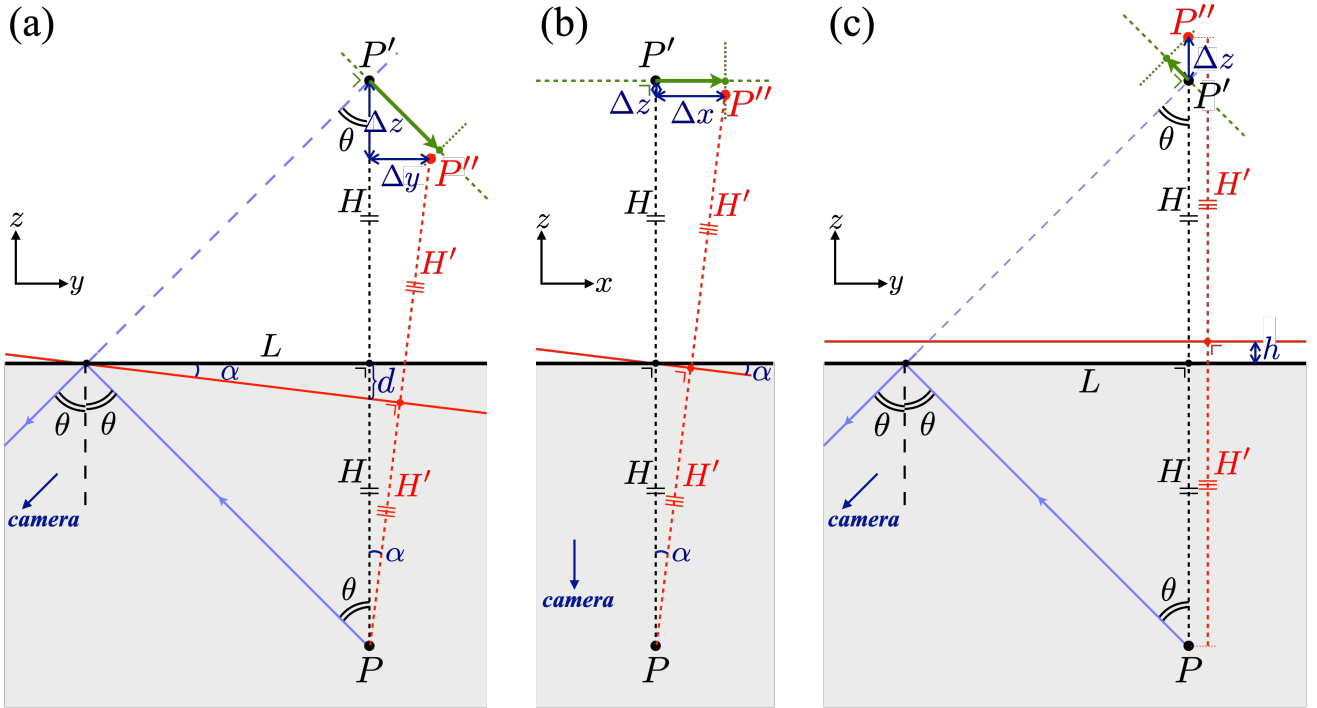 (a)
P′
θ
Δz
Δy
P″
H
z
y
H′
L
α
d
θ
θ
H
H′
camera
α
θ
P
(b)
P′
Δz
Δx
P″
H
H′
z
x
α
H
H′
α
camera
P
(c)
P″
Δz
P′
θ
H
H′
z
y
h
L
θ
θ
H′
H
camera
θ
P